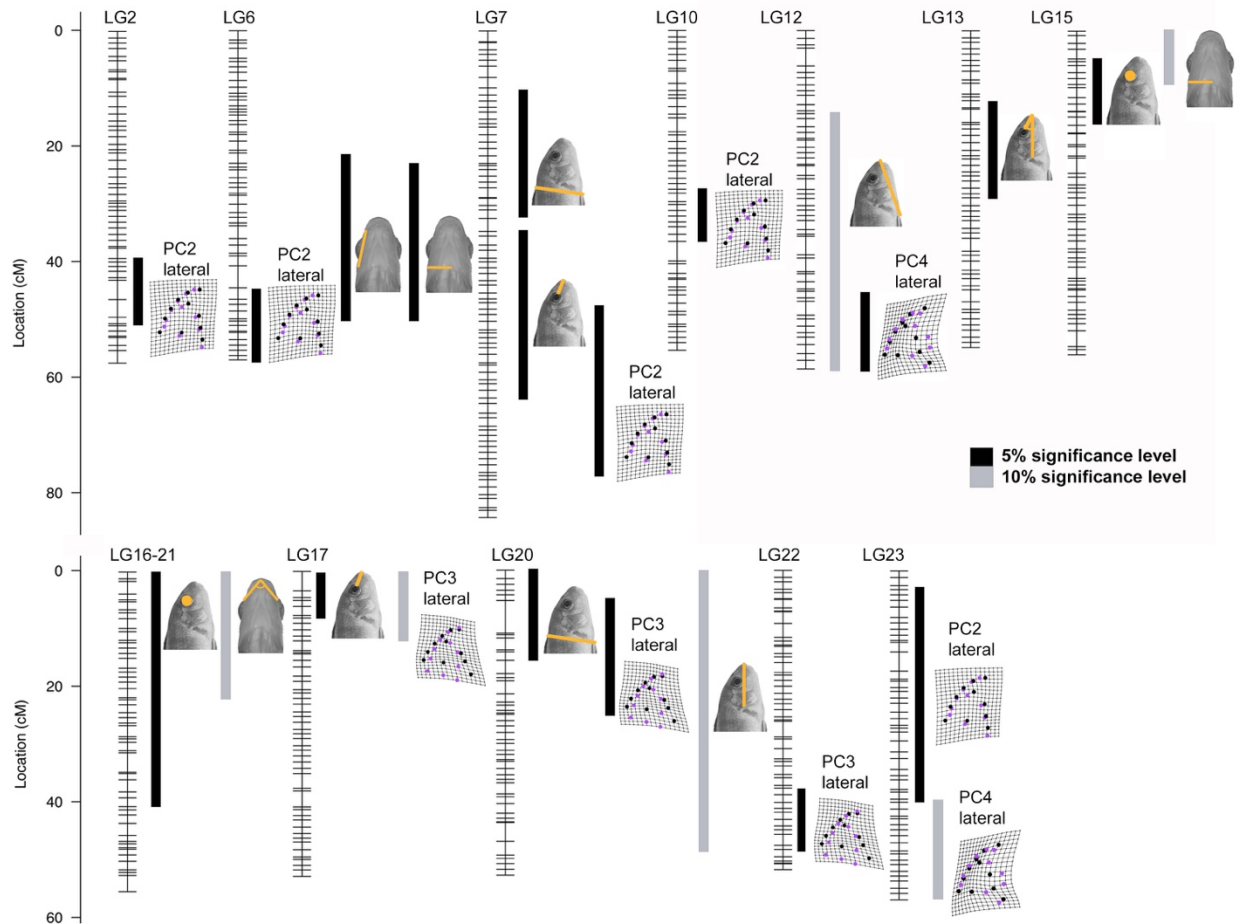 LG2
LG6
LG7
LG10
LG12
LG13
LG15
0
20
40
60
80
Location (cM)
PC2
lateral
PC2
lateral
PC2
lateral
PC2
lateral
PC4
lateral
5% significance level
10% significance level
LG16-21
LG17
LG20
LG22
LG23
0
20
40
60
Location (cM)
PC3
lateral
PC3
lateral
PC3
lateral
PC2
lateral
PC4
lateral